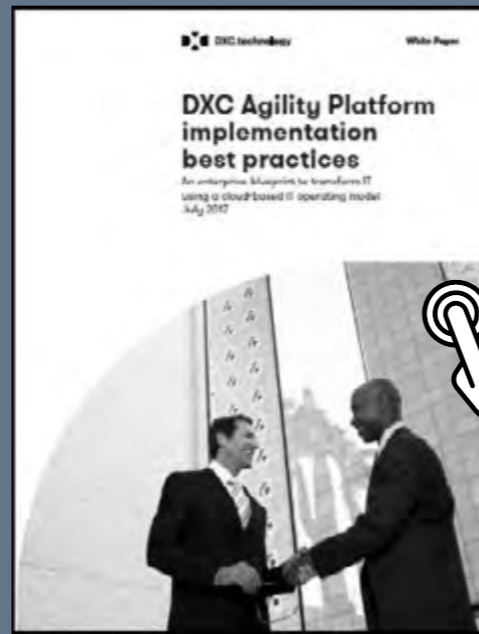 DXC.technology
White Paper
DXC Agility Platform
implementation
best practices
An enterprise blueprint to transform IT
using a cloud-based IT operating model
July 2017